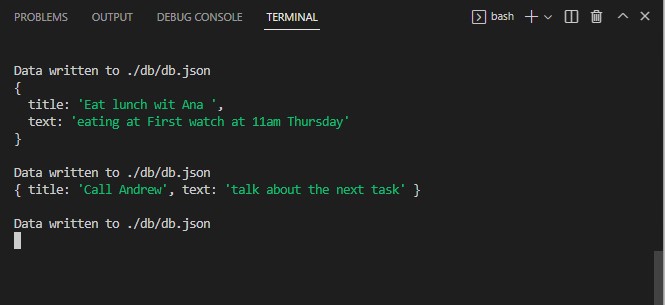 PROBLEMS OUTPUT DEBUG CONSOLE TERMINAL bash
Data written to ./db/db.json
{
  title: 'Eat lunch wit Ana ',
  text: 'eating at First watch at 11am Thursday'
}
Data written to ./db/db.json
{ title: 'Call Andrew', text: 'talk about the next task' }
Data written to ./db/db.json